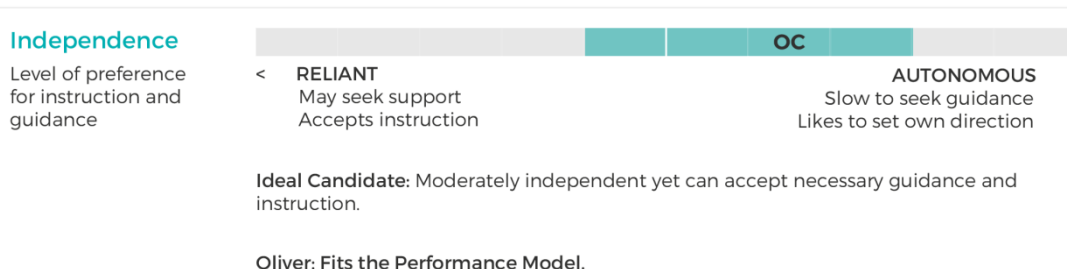 Independence
Level of preference
for instruction and
guidance
OC
< RELIANT
May seek support
Accepts instruction
AUTONOMOUS
Slow to seek guidance
Likes to set own direction
Ideal Candidate: Moderately independent yet can accept necessary guidance and
instruction.
Oliver: Fits the Performance Model.